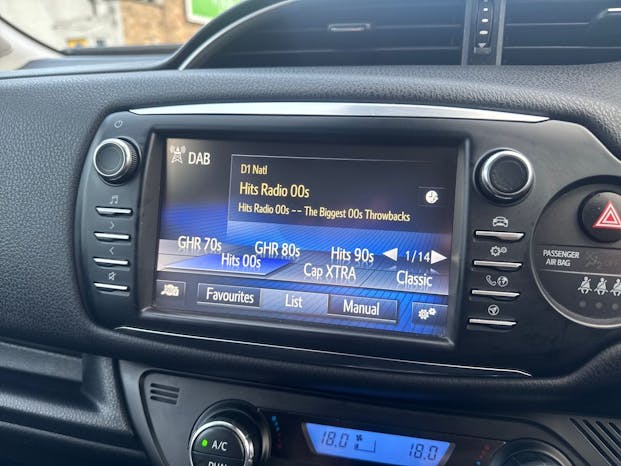 DAB
D1 Natl
Hits Radio 00s
Hits Radio 00s -- The Biggest 00s Throwbacks
GHR 70s GHR 80s Hits 90s 1/14
Hits 00s Cap XTRA Classic
Favourites List Manual
PASSENGER
AIR BAG
A/C
18.0 18.0
DUAL